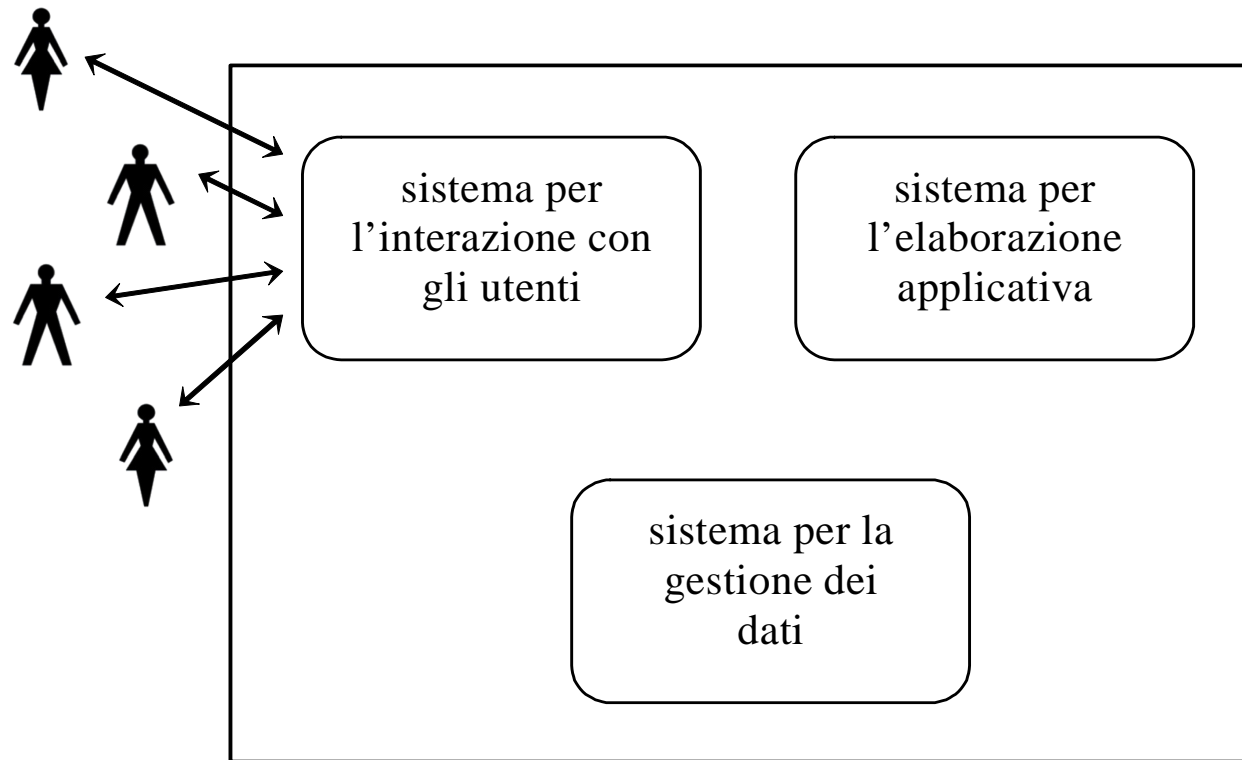 sistema per
l’interazione con
gli utenti
sistema per
l’elaborazione
applicativa
sistema per la
gestione dei
dati